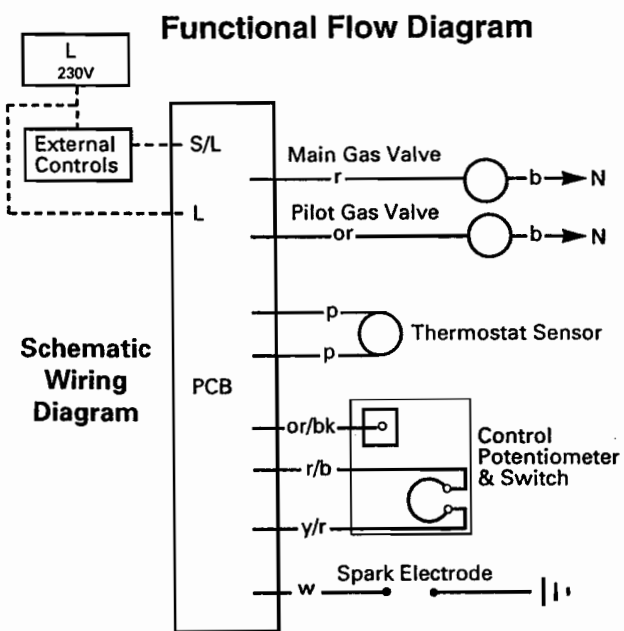 Functional Flow Diagram
L
230V
External
Controls
S/L
L
Main Gas Valve
r
b
N
Pilot Gas Valve
or
b
N
p
Thermostat Sensor
p
Schematic
Wiring
Diagram
PCB
or/bk
Control
Potentiometer
& Switch
r/b
y/r
w
Spark Electrode